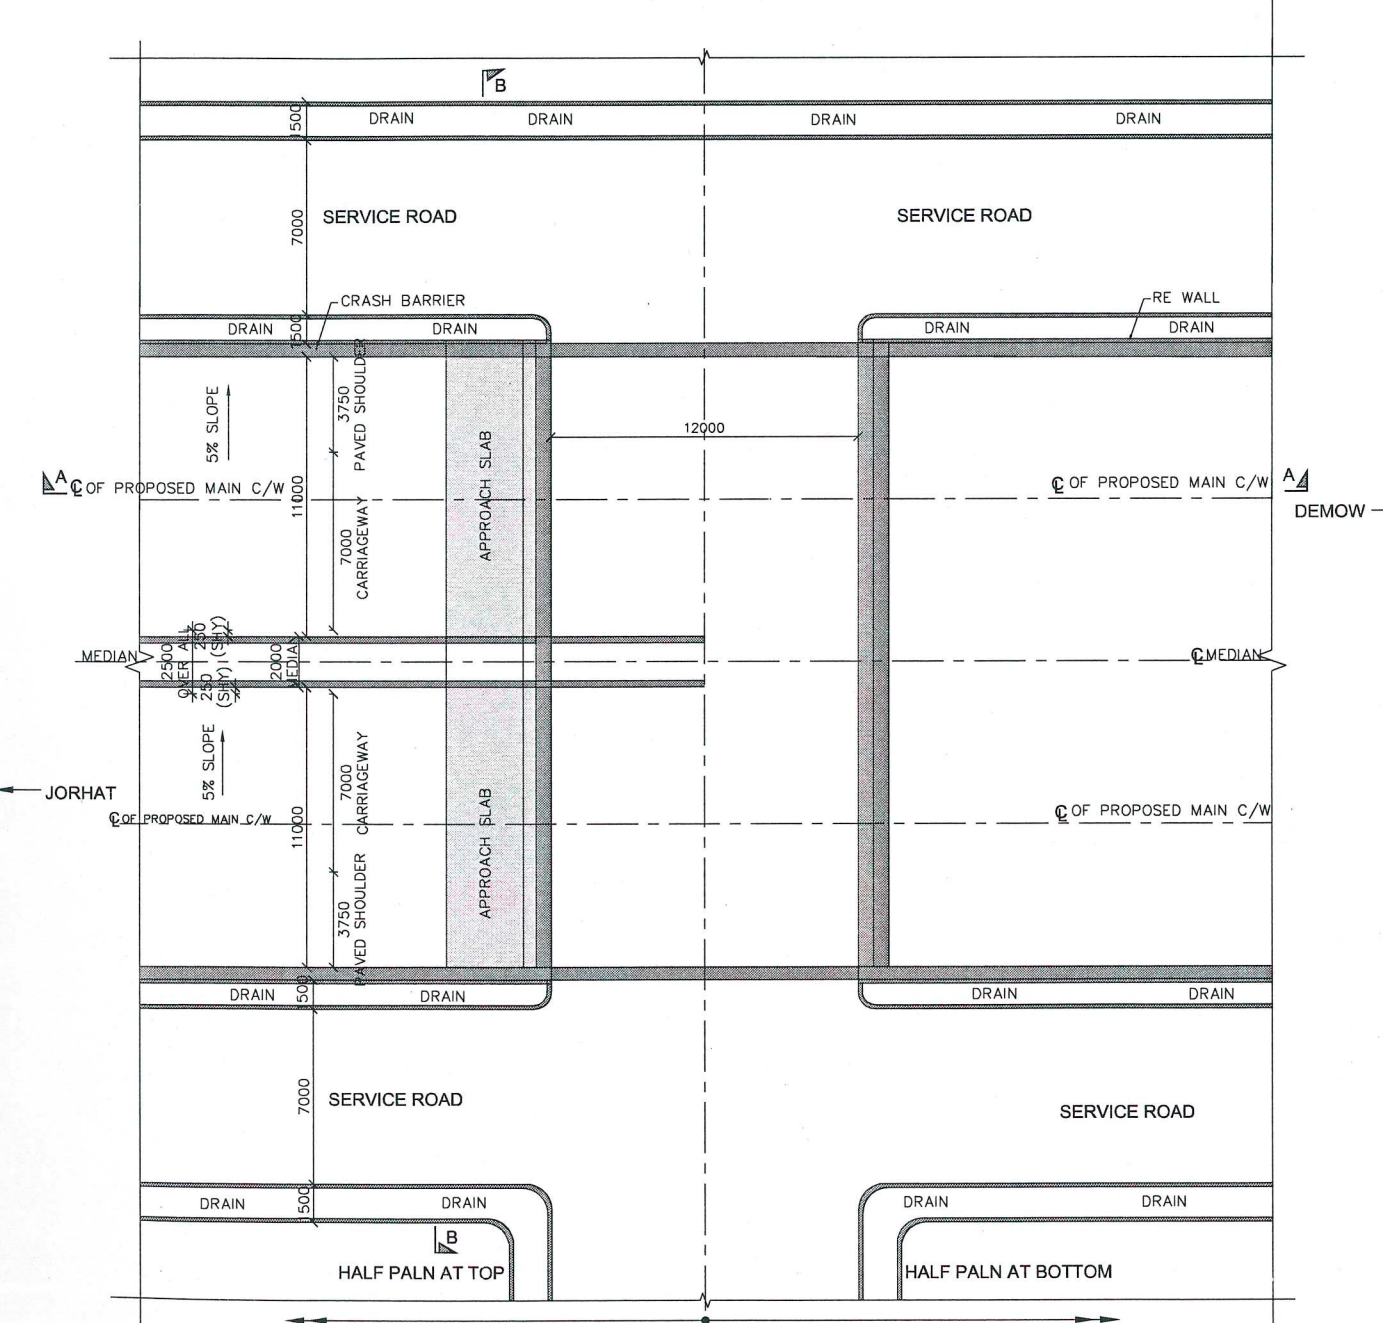 B
1500
DRAIN DRAIN DRAIN DRAIN
7000
SERVICE ROAD SERVICE ROAD
CRASH BARRIER RE WALL
1500
DRAIN DRAIN DRAIN DRAIN
5% SLOPE
3750
PAVED SHOULDER
APPROACH SLAB
12000
A ℄ OF PROPOSED MAIN C/W
11000
℄ OF PROPOSED MAIN C/W A
DEMOW
7000
CARRIAGEWAY
MEDIAN
2500
OVER ALL
250
(SHY)
250
(SHY)
2000
MEDIAN
℄ MEDIAN
5% SLOPE
JORHAT
℄ OF PROPOSED MAIN C/W
11000
7000
CARRIAGEWAY
3750
PAVED SHOULDER
APPROACH SLAB
℄ OF PROPOSED MAIN C/W
1500
DRAIN DRAIN DRAIN DRAIN
7000
SERVICE ROAD SERVICE ROAD
1500
DRAIN DRAIN DRAIN DRAIN
B
HALF PALN AT TOP HALF PALN AT BOTTOM